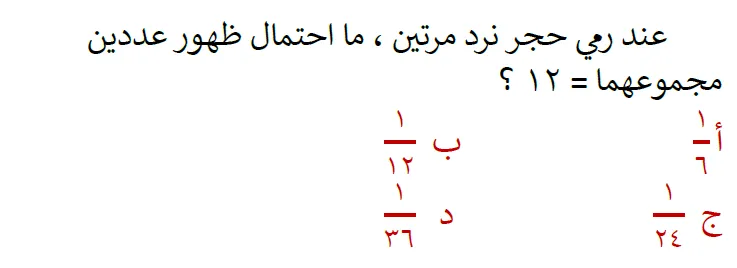 عند رمي حجر نرد مرتين ، ما احتمال ظهور عددين
مجموعهما = ١٢ ؟
أ ١/٦ ب ١/١٢
ج ١/٢٤ د ١/٣٦